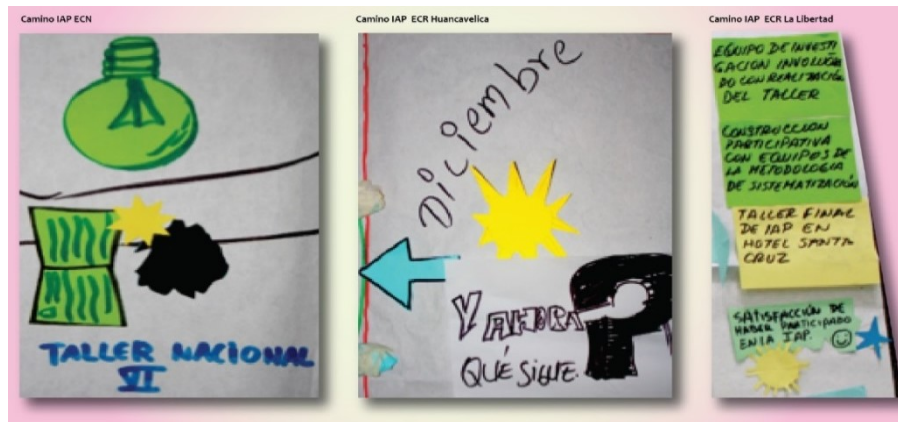 Camino IAP ECN
TALLER NACIONAL
VI
Camino IAP ECR Huancavelica
Diciembre
Y AHORA
QUÉ SIGUE.
?
Camino IAP ECR La Libertad
EQUIPO DE INVESTI
GACION INVOLUCRA
DO CON REALIZACIÓN
DEL TALLER
CONSTRUCCION
PARTICIPATIVA
CON EQUIPOS DE
LA METODOLOGIA
DE SISTEMATIZACIÓN
TALLER FINAL
DE IAP EN
HOTEL SANTA
CRUZ
SATISFACCIÓN DE
HABER PARTICIPADO
EN LA IAP.